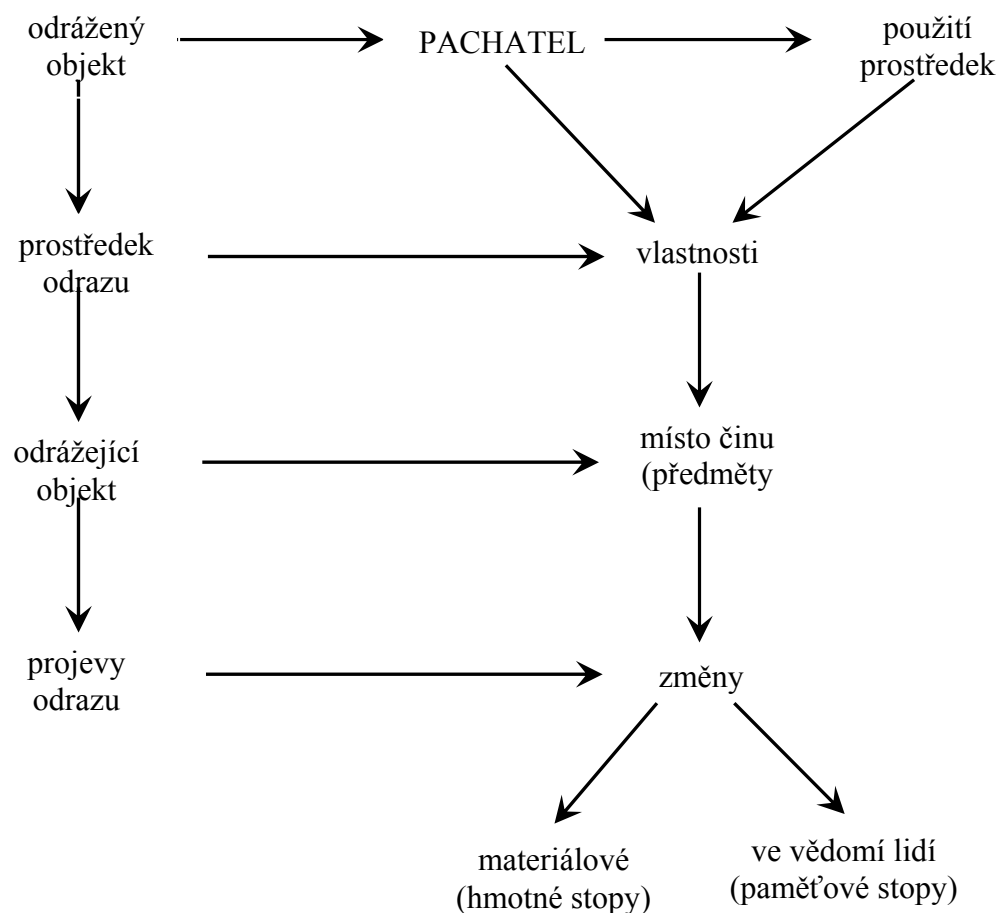 odrážený
objekt
PACHATEL
použití
prostředek
prostředek
odrazu
vlastnosti
odrážející
objekt
místo činu
(předměty
projevy
odrazu
změny
materiálové
(hmotné stopy)
ve vědomí lidí
(paměťové stopy)